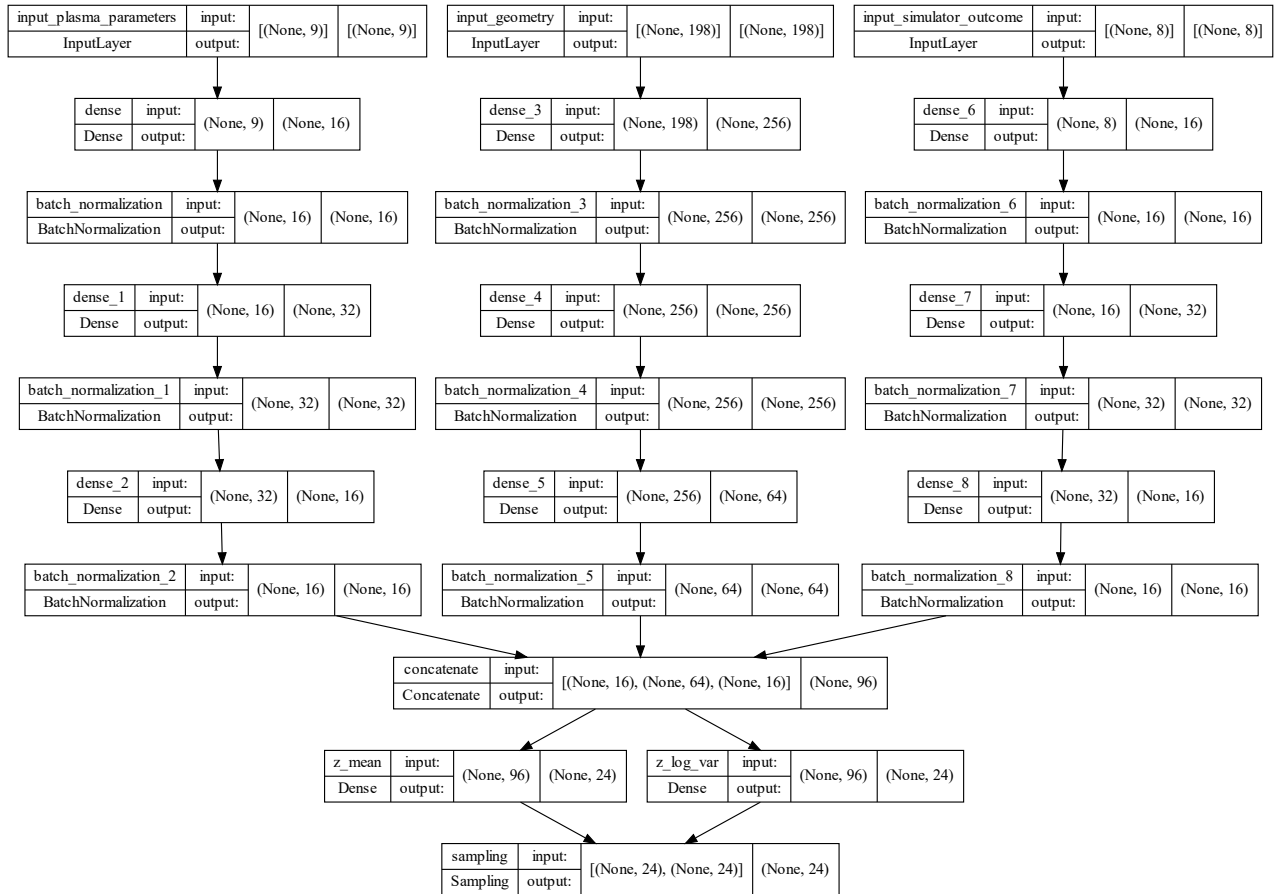 input_plasma_parameters input: [(None, 9)] [(None, 9)]
InputLayer output:
input_geometry input: [(None, 198)] [(None, 198)]
InputLayer output:
input_simulator_outcome input: [(None, 8)] [(None, 8)]
InputLayer output:
dense input: (None, 9) (None, 16)
Dense output:
dense_3 input: (None, 198) (None, 256)
Dense output:
dense_6 input: (None, 8) (None, 16)
Dense output:
batch_normalization input: (None, 16) (None, 16)
BatchNormalization output:
batch_normalization_3 input: (None, 256) (None, 256)
BatchNormalization output:
batch_normalization_6 input: (None, 16) (None, 16)
BatchNormalization output:
dense_1 input: (None, 16) (None, 32)
Dense output:
dense_4 input: (None, 256) (None, 256)
Dense output:
dense_7 input: (None, 16) (None, 32)
Dense output:
batch_normalization_1 input: (None, 32) (None, 32)
BatchNormalization output:
batch_normalization_4 input: (None, 256) (None, 256)
BatchNormalization output:
batch_normalization_7 input: (None, 32) (None, 32)
BatchNormalization output:
dense_2 input: (None, 32) (None, 16)
Dense output:
dense_5 input: (None, 256) (None, 64)
Dense output:
dense_8 input: (None, 32) (None, 16)
Dense output:
batch_normalization_2 input: (None, 16) (None, 16)
BatchNormalization output:
batch_normalization_5 input: (None, 64) (None, 64)
BatchNormalization output:
batch_normalization_8 input: (None, 16) (None, 16)
BatchNormalization output:
concatenate input: [(None, 16), (None, 64), (None, 16)] (None, 96)
Concatenate output:
z_mean input: (None, 96) (None, 24)
Dense output:
z_log_var input: (None, 96) (None, 24)
Dense output:
sampling input: [(None, 24), (None, 24)] (None, 24)
Sampling output: